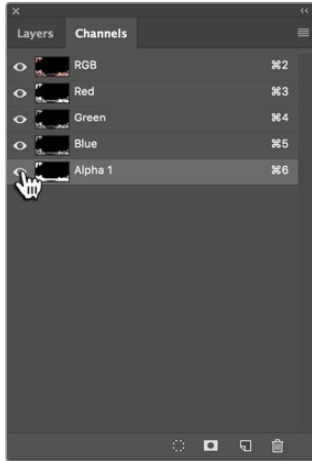 Layers Channels
RGB ⌘2
Red ⌘3
Green ⌘4
Blue ⌘5
Alpha 1 ⌘6